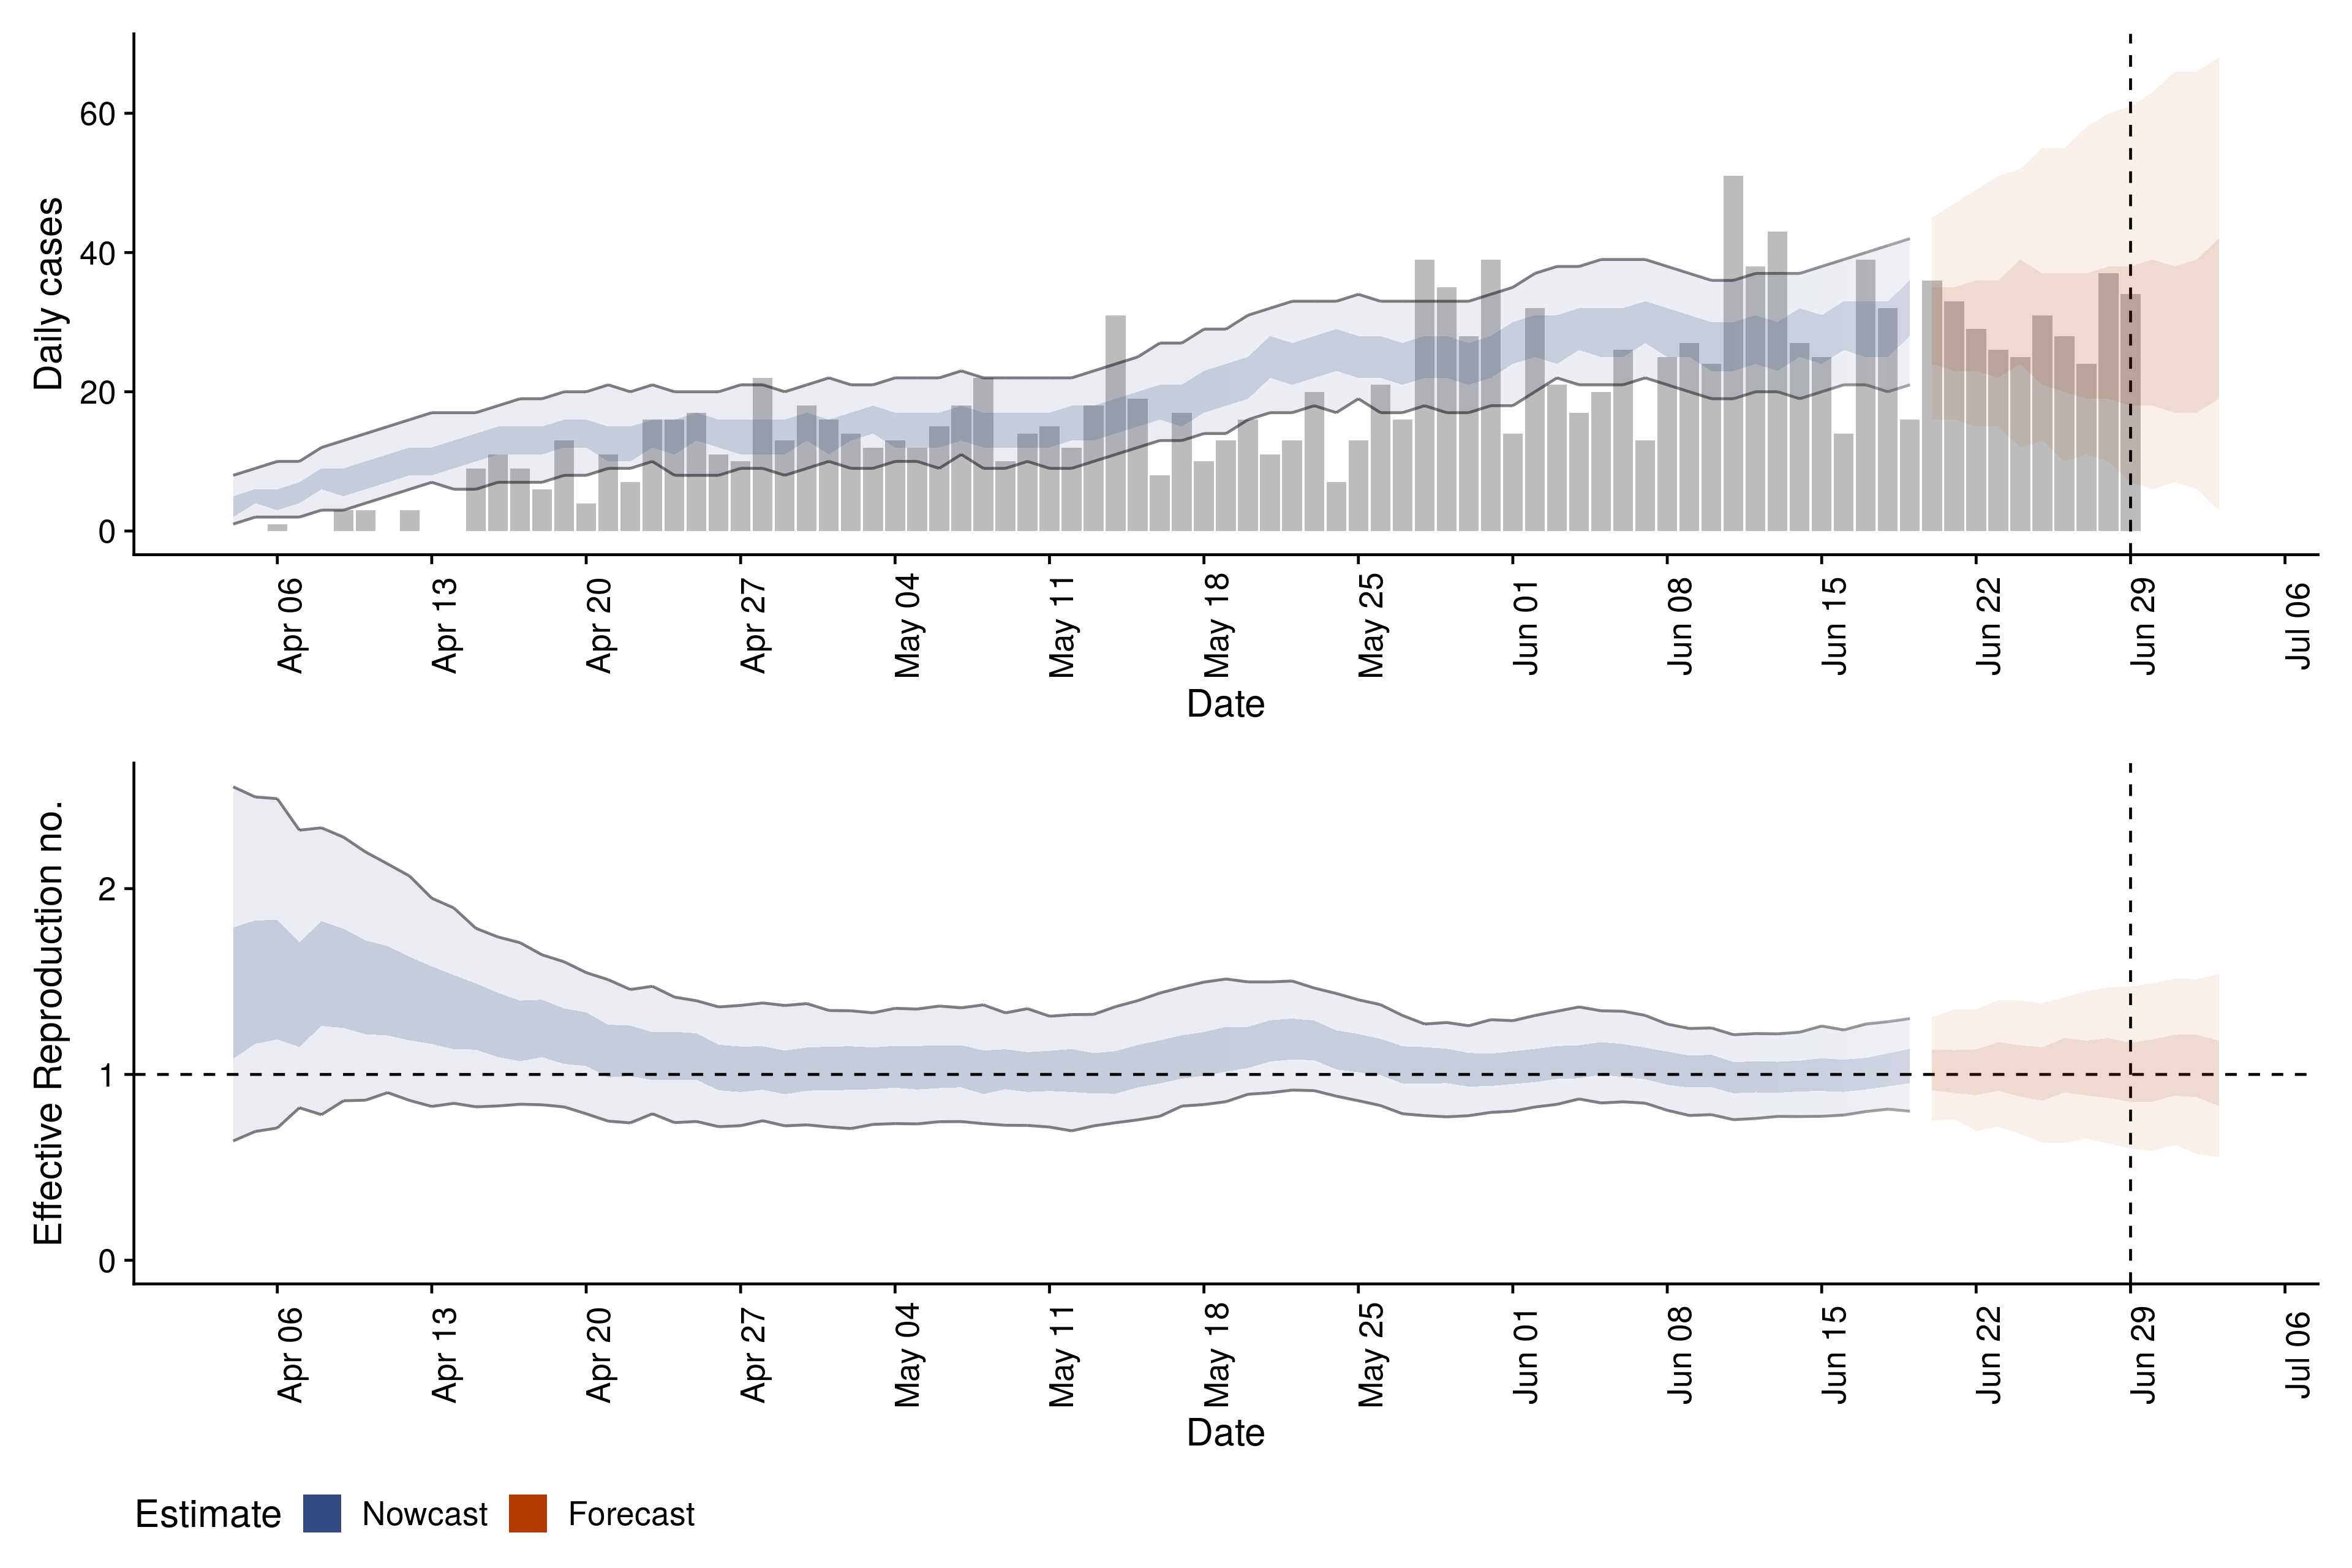 Daily cases
60
40
20
0
Apr 06
Apr 13
Apr 20
Apr 27
May 04
May 11
May 18
May 25
Jun 01
Jun 08
Jun 15
Jun 22
Jun 29
Jul 06
Date
Effective Reproduction no.
2
1
0
Apr 06
Apr 13
Apr 20
Apr 27
May 04
May 11
May 18
May 25
Jun 01
Jun 08
Jun 15
Jun 22
Jun 29
Jul 06
Date
Estimate Nowcast Forecast